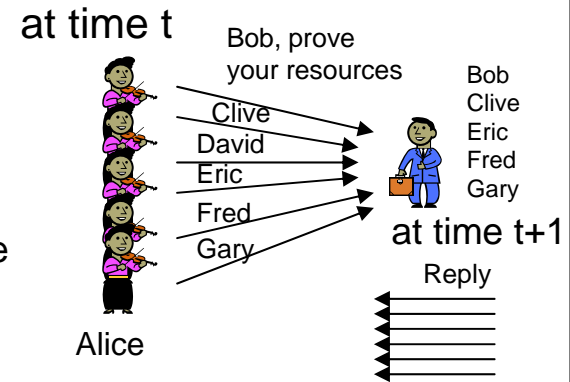 at time t
Bob, prove
your resources
Clive
David
Eric
Fred
Gary
Bob
Clive
Eric
Fred
Gary
at time t+1
e
Reply
Alice